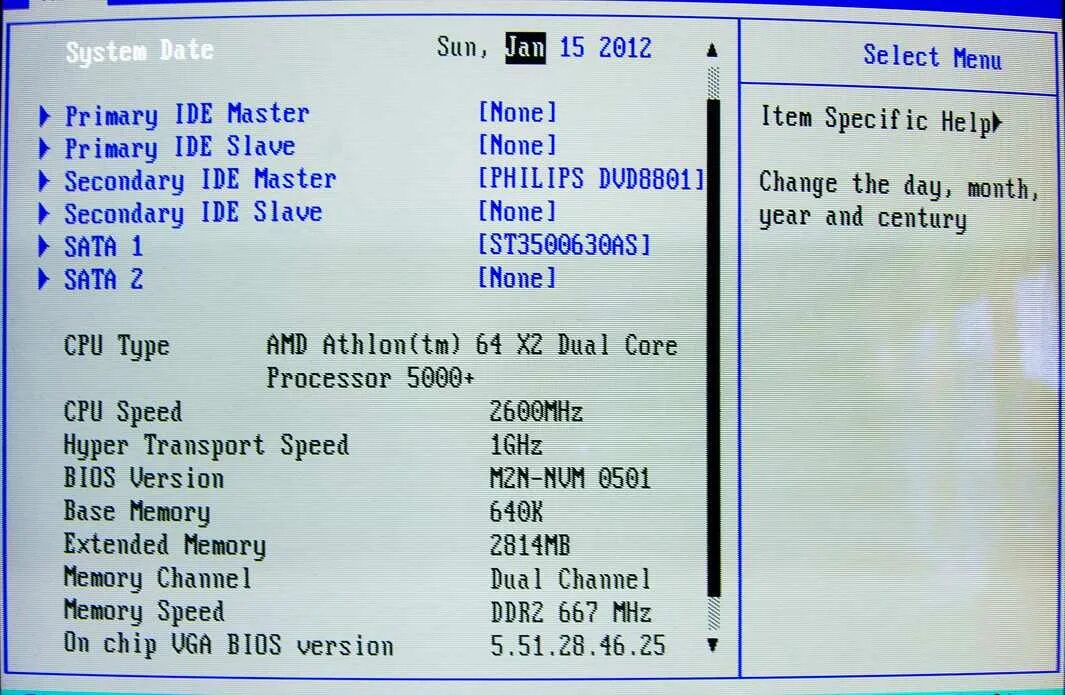 System Date Sun, Jan 15 2012
Primary IDE Master [None]
Primary IDE Slave [None]
Secondary IDE Master [PHILIPS DVD8801]
Secondary IDE Slave [None]
SATA 1 [ST3500630AS]
SATA 2 [None]
CPU Type AMD Athlon(tm) 64 X2 Dual Core
Processor 5000+
CPU Speed 2600MHz
Hyper Transport Speed 1GHz
BIOS Version M2N-NVM 0501
Base Memory 640K
Extended Memory 2814MB
Memory Channel Dual Channel
Memory Speed DDR2 667 MHz
On chip VGA BIOS version 5.51.28.46.25
Select Menu
Item Specific Help
Change the day, month,
year and century